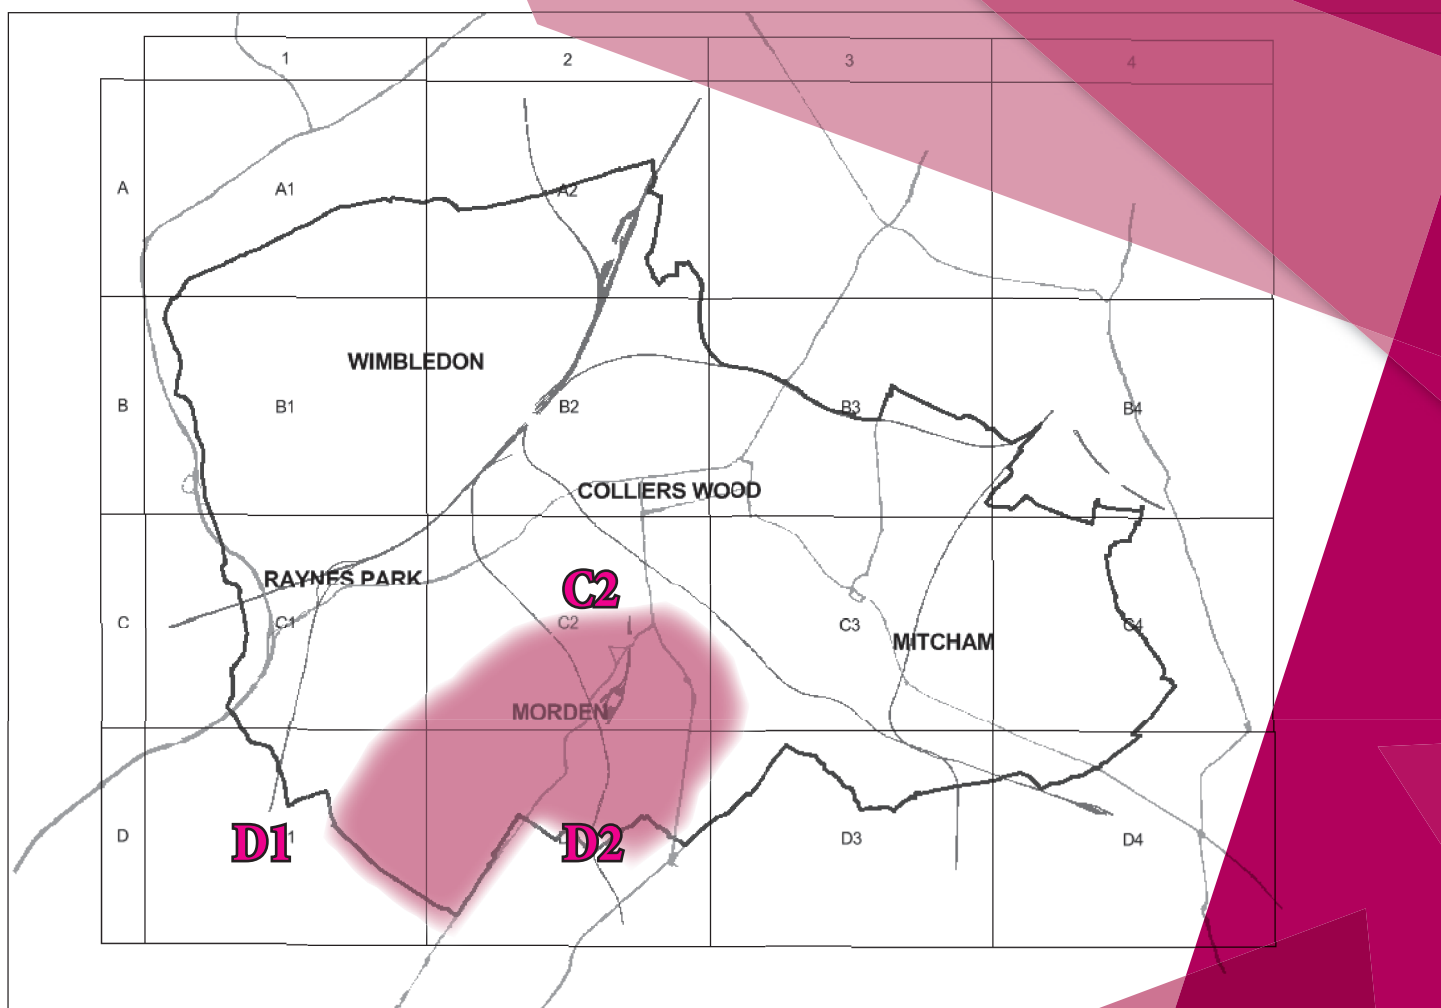 1
2
3
4
A
A1
A2
WIMBLEDON
B
B1
B2
B3
B4
COLLIERS WOOD
RAYNES PARK
C2
C
C1
C2
C3
C4
MITCHAM
MORDEN
D
D1
D2
D3
D4